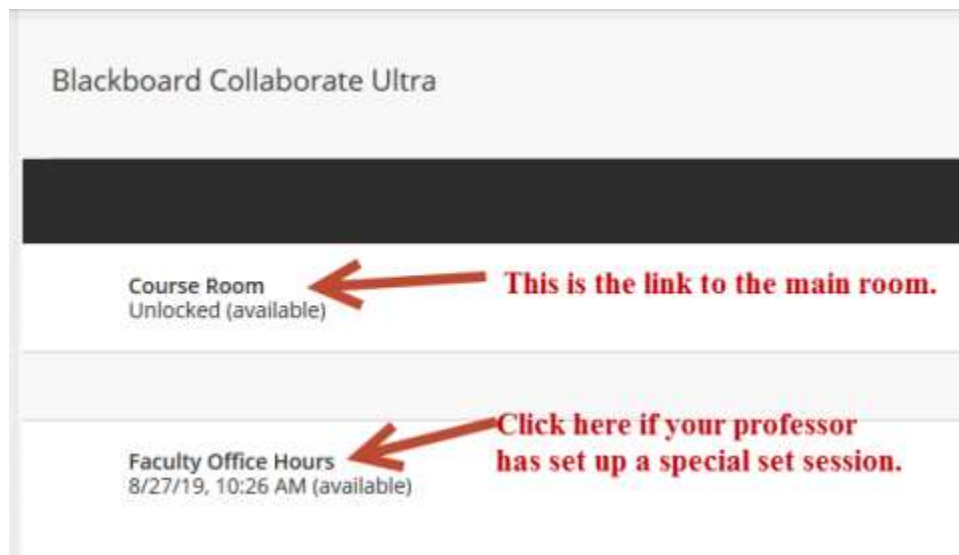 Blackboard Collaborate Ultra
Course Room
Unlocked (available)
This is the link to the main room.
Faculty Office Hours
8/27/19, 10:26 AM (available)
Click here if your professor
has set up a special set session.